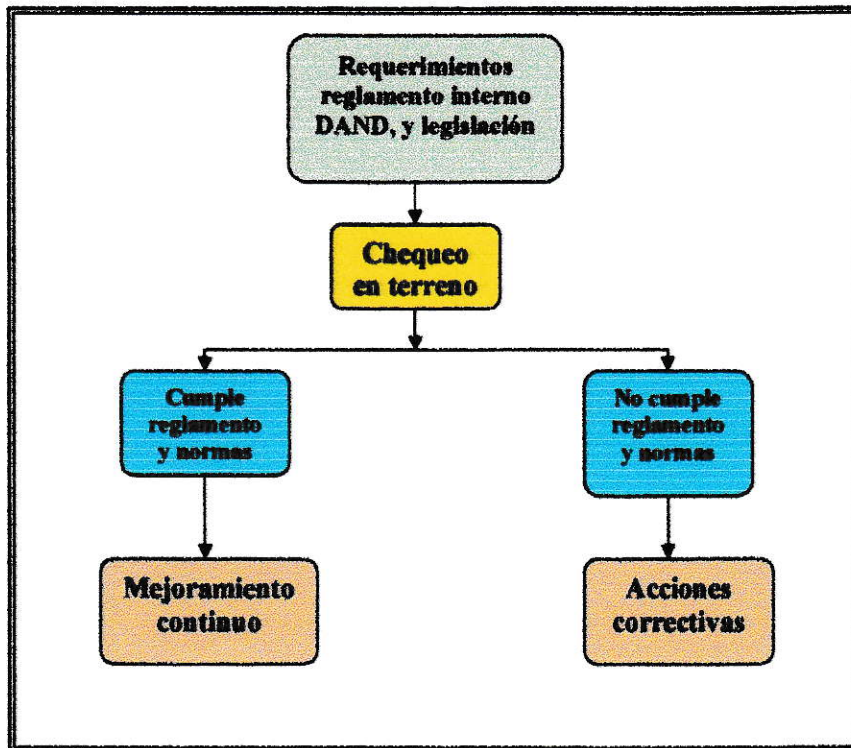 Requerimientos
reglamento interno
DAND, y legislación
Chequeo
en terreno
Cumple
reglamento
y normas
No cumple
reglamento
y normas
Mejoramiento
continuo
Acciones
correctivas